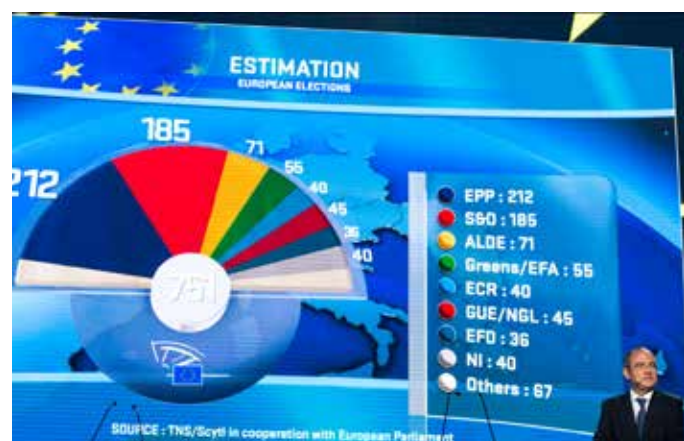 ESTIMATION
EUROPEAN ELECTIONS
212
185
71
55
40
45
36
40
751
EPP : 212
S&D : 185
ALDE : 71
Greens/EFA : 55
ECR : 40
GUE/NGL : 45
EFD : 36
NI : 40
Others : 67
SOURCE : TNS/Scytl in cooperation with European Parliament